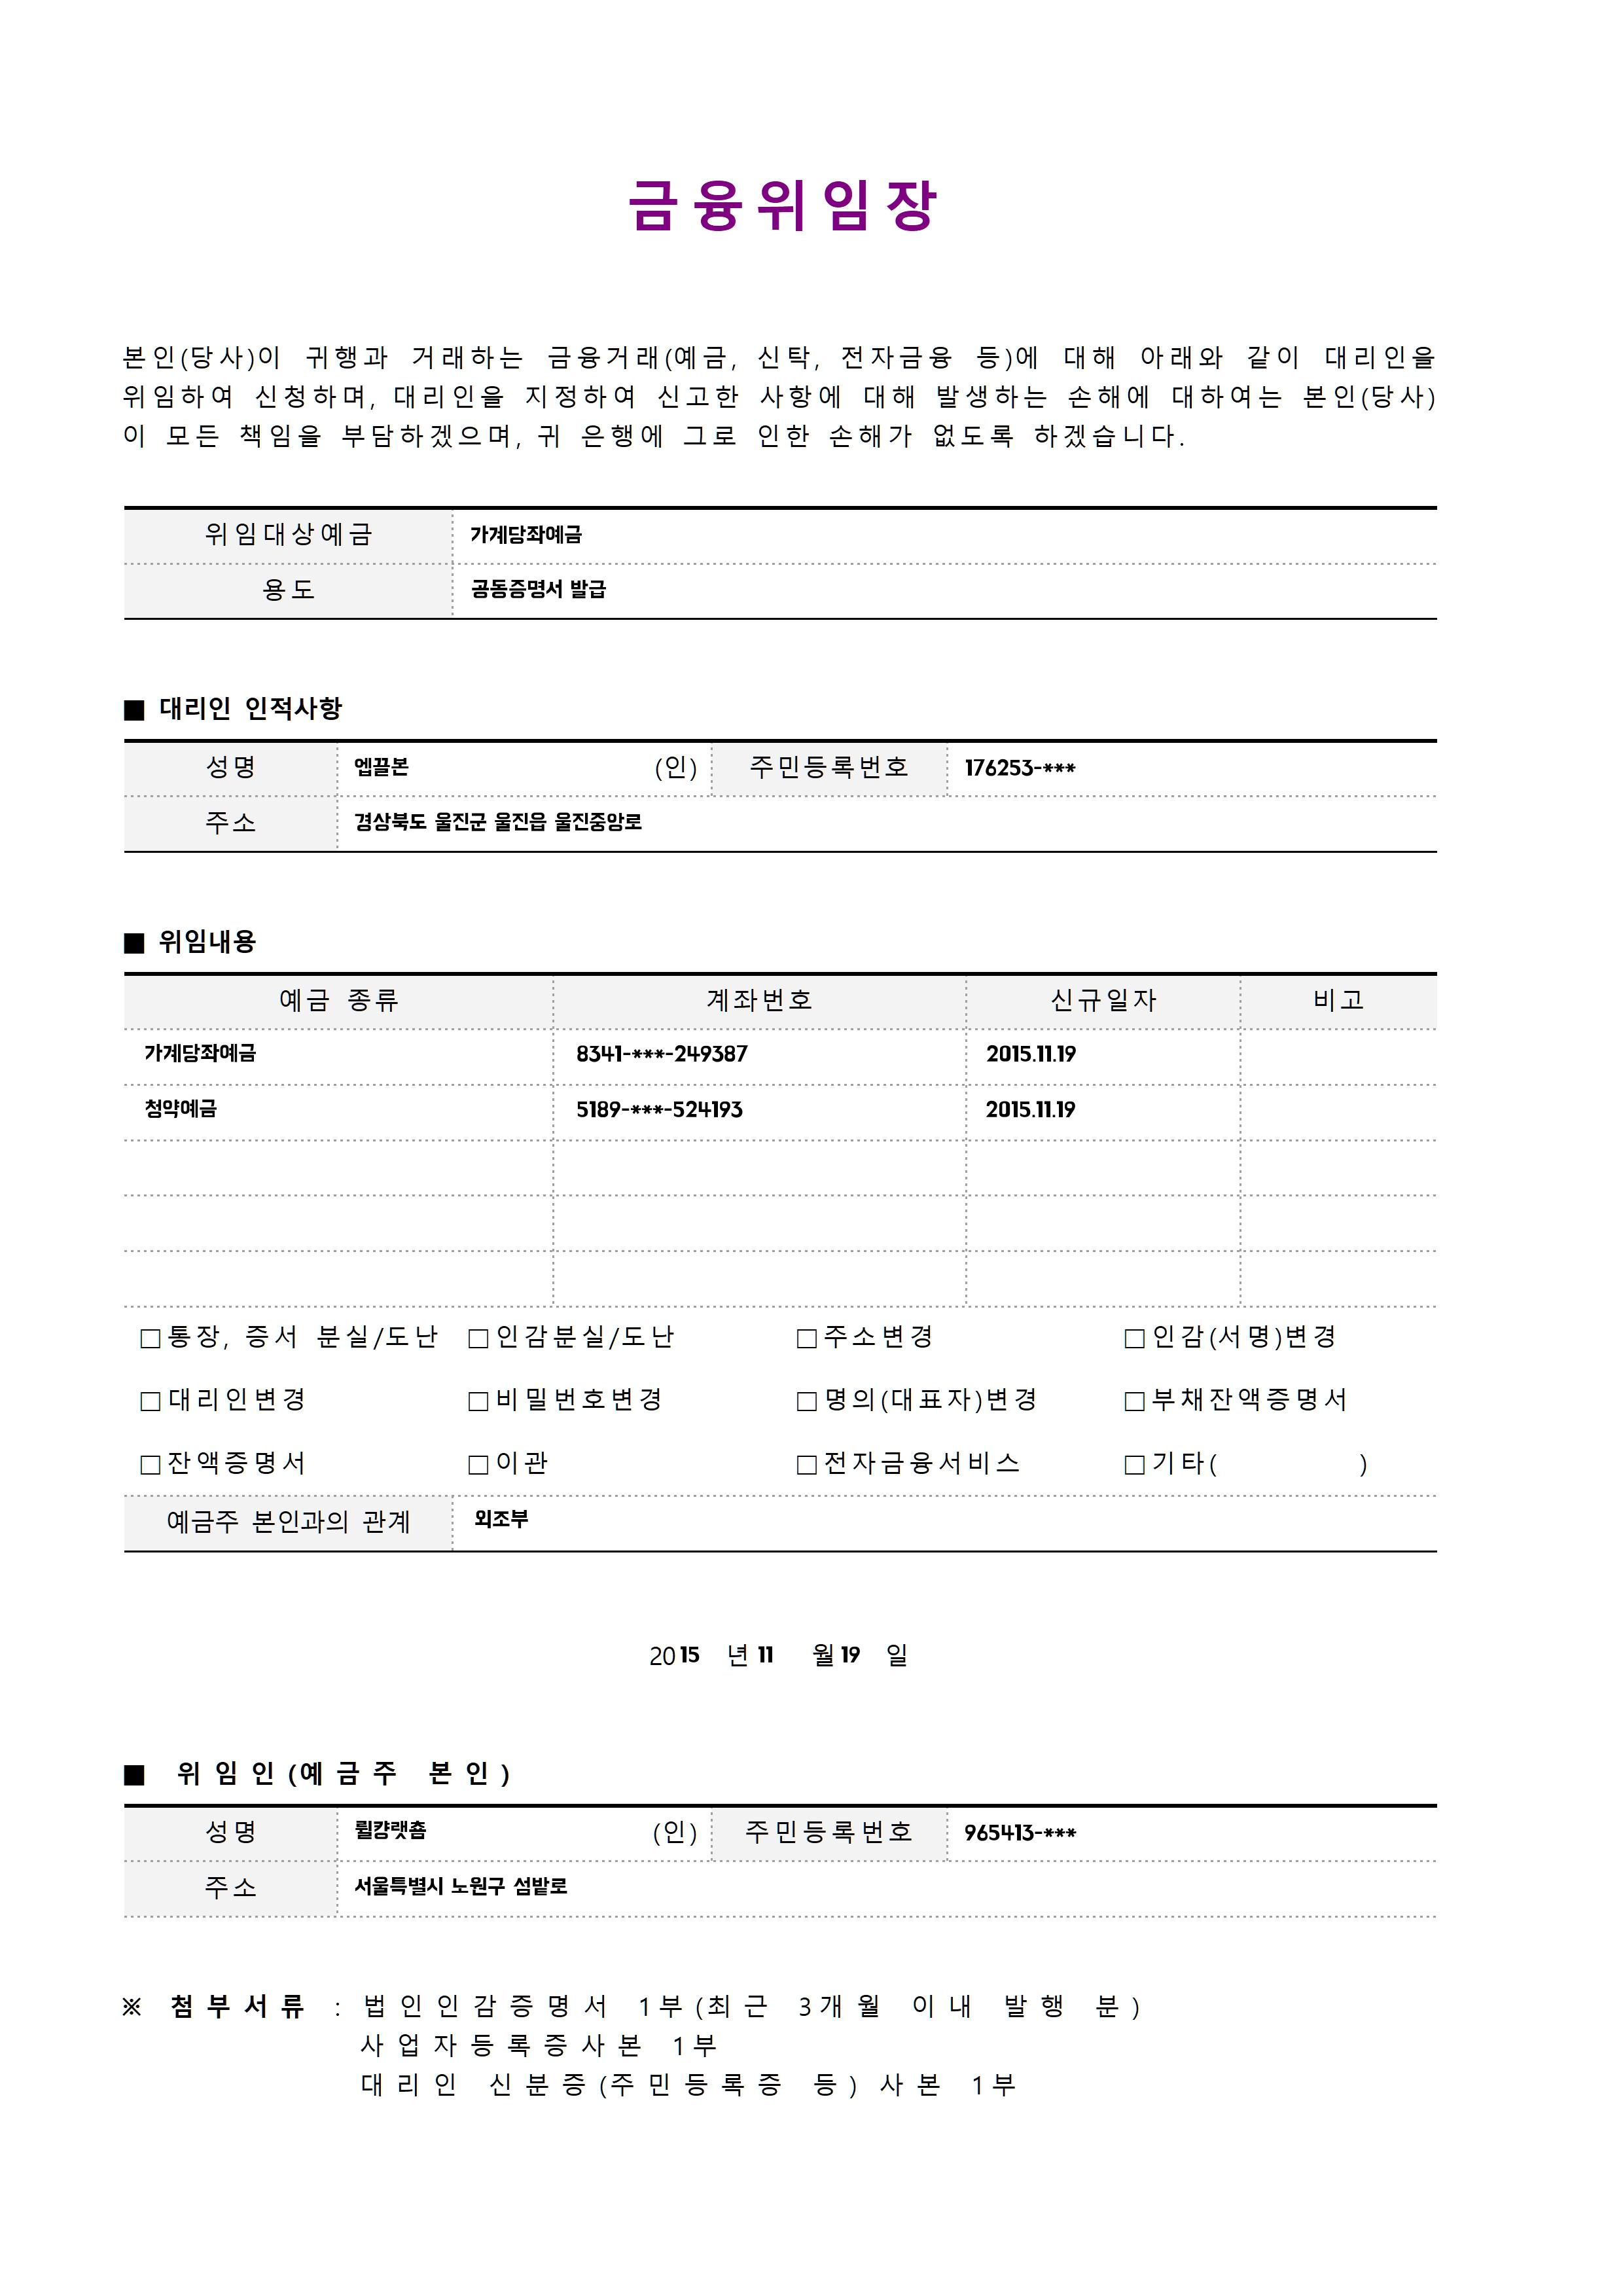 금융위임장
본인(당사)이 귀행과 거래하는 금융거래(예금, 신탁, 전자금융 등)에 대해 아래와 같이 대리인을
위임하여 신청하며, 대리인을 지정하여 신고한 사항에 대해 발생하는 손해에 대하여는 본인(당사)
이 모든 책임을 부담하겠으며, 귀 은행에 그로 인한 손해가 없도록 하겠습니다.
위임대상예금 가계당좌예금
용도 공동증명서 발급
■ 대리인 인적사항
성명 엡끌본 (인) 주민등록번호 176253-***
주소 경상북도 울진군 울진읍 울진중앙로
■ 위임내용
예금 종류 계좌번호 신규일자 비고
가계당좌예금 8341-***-249387 2015.11.19
청약예금 5189-***-524193 2015.11.19
□통장, 증서 분실/도난 □인감분실/도난 □주소변경 □인감(서명)변경
□대리인변경 □비밀번호변경 □명의(대표자)변경 □부채잔액증명서
□잔액증명서 □이관 □전자금융서비스 □기타( )
예금주 본인과의 관계 외조부
2015 년 11 월 19 일
■ 위임인(예금주 본인)
성명 (인) 주민등록번호 965413-***
주소 서울특별시 노원구 섬밭로
※ 첨부서류 : 법인인감증명서 1부(최근 3개월 이내 발행 분)
사업자등록증사본 1부
대리인 신분증(주민등록증 등) 사본 1부